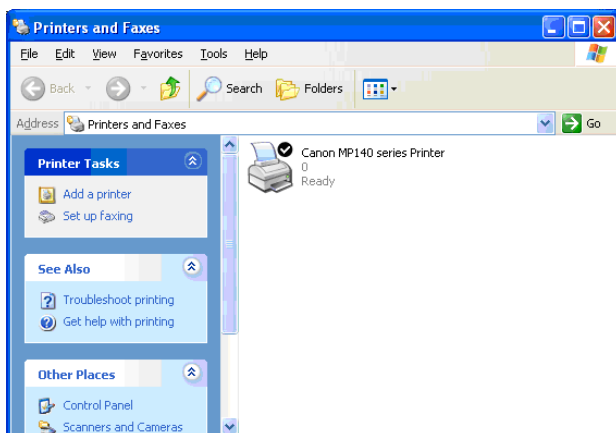 Printers and Faxes
File Edit View Favorites Tools Help
Back Search Folders
Address Printers and Faxes Go
Printer Tasks
Add a printer
Set up faxing
See Also
Troubleshoot printing
Get help with printing
Other Places
Control Panel
Scanners and Cameras
Canon MP140 series Printer
0
Ready